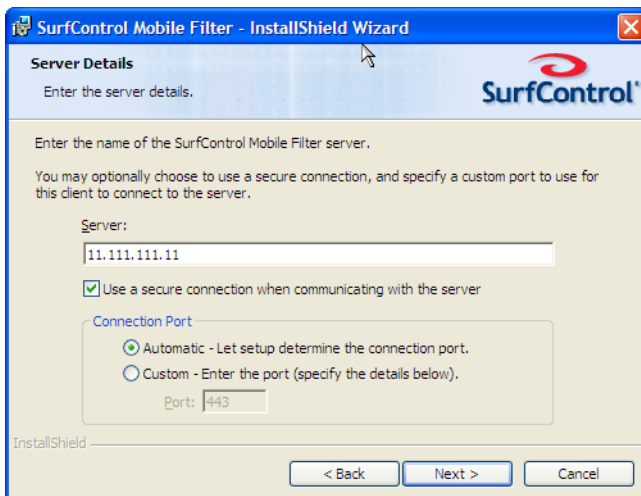 SurfControl Mobile Filter - InstallShield Wizard
Server Details
Enter the server details.
SurfControl
Enter the name of the SurfControl Mobile Filter server.
You may optionally choose to use a secure connection, and specify a custom port to use for
this client to connect to the server.
Server:
11.111.111.11
Use a secure connection when communicating with the server
Connection Port
Automatic - Let setup determine the connection port.
Custom - Enter the port (specify the details below).
Port: 443
InstallShield
< Back Next > Cancel